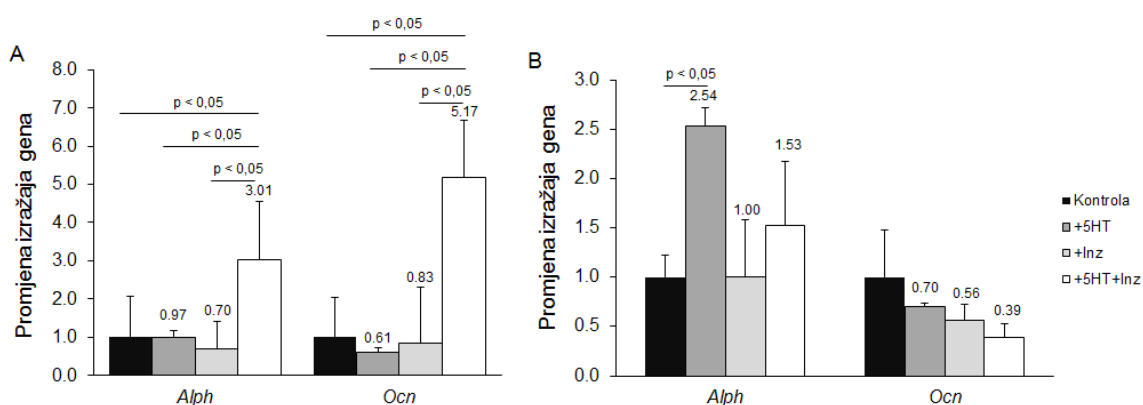 A
Promjena izražaja gena
8.0
7.0
6.0
5.0
4.0
3.0
2.0
1.0
0.0
p < 0,05
p < 0,05
p < 0,05
3.01
0.97
0.70
Alph
p < 0,05
p < 0,05
p < 0,05
5.17
0.61
0.83
Ocn
B
Promjena izražaja gena
3.0
2.5
2.0
1.5
1.0
0.5
0.0
p < 0,05
2.54
1.00
1.53
Alph
0.70
0.56
0.39
Ocn
Kontrola
+5HT
+Inz
+5HT+Inz